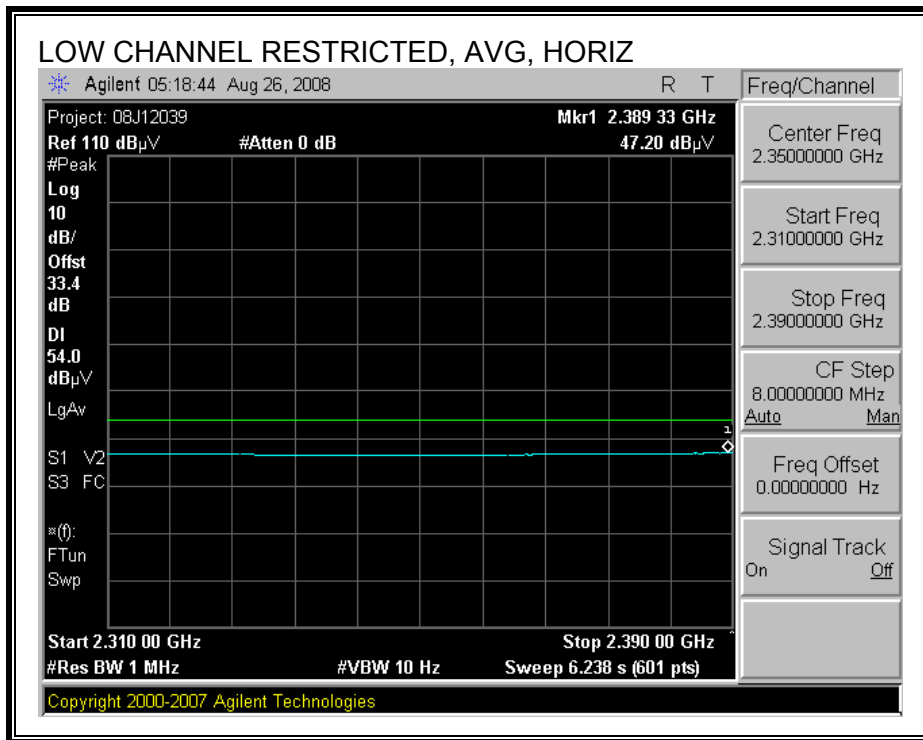 LOW CHANNEL RESTRICTED, AVG, HORIZ
Agilent 05:18:44 Aug 26, 2008 R T
Freq/Channel
Project: 08J12039 Mkr1 2.389 33 GHz
Ref 110 dBµV #Atten 0 dB 47.20 dBµV
#Peak
Log
10
dB/
Offst
33.4
dB
DI
54.0
dBµV
LgAv
1
S1 V2
S3 FC
¤(f):
FTun
Swp
Start 2.310 00 GHz Stop 2.390 00 GHz
#Res BW 1 MHz #VBW 10 Hz Sweep 6.238 s (601 pts)
Center Freq
2.35000000 GHz
Start Freq
2.31000000 GHz
Stop Freq
2.39000000 GHz
CF Step
8.00000000 MHz
Auto Man
Freq Offset
0.00000000 Hz
Signal Track
On Off
Copyright 2000-2007 Agilent Technologies